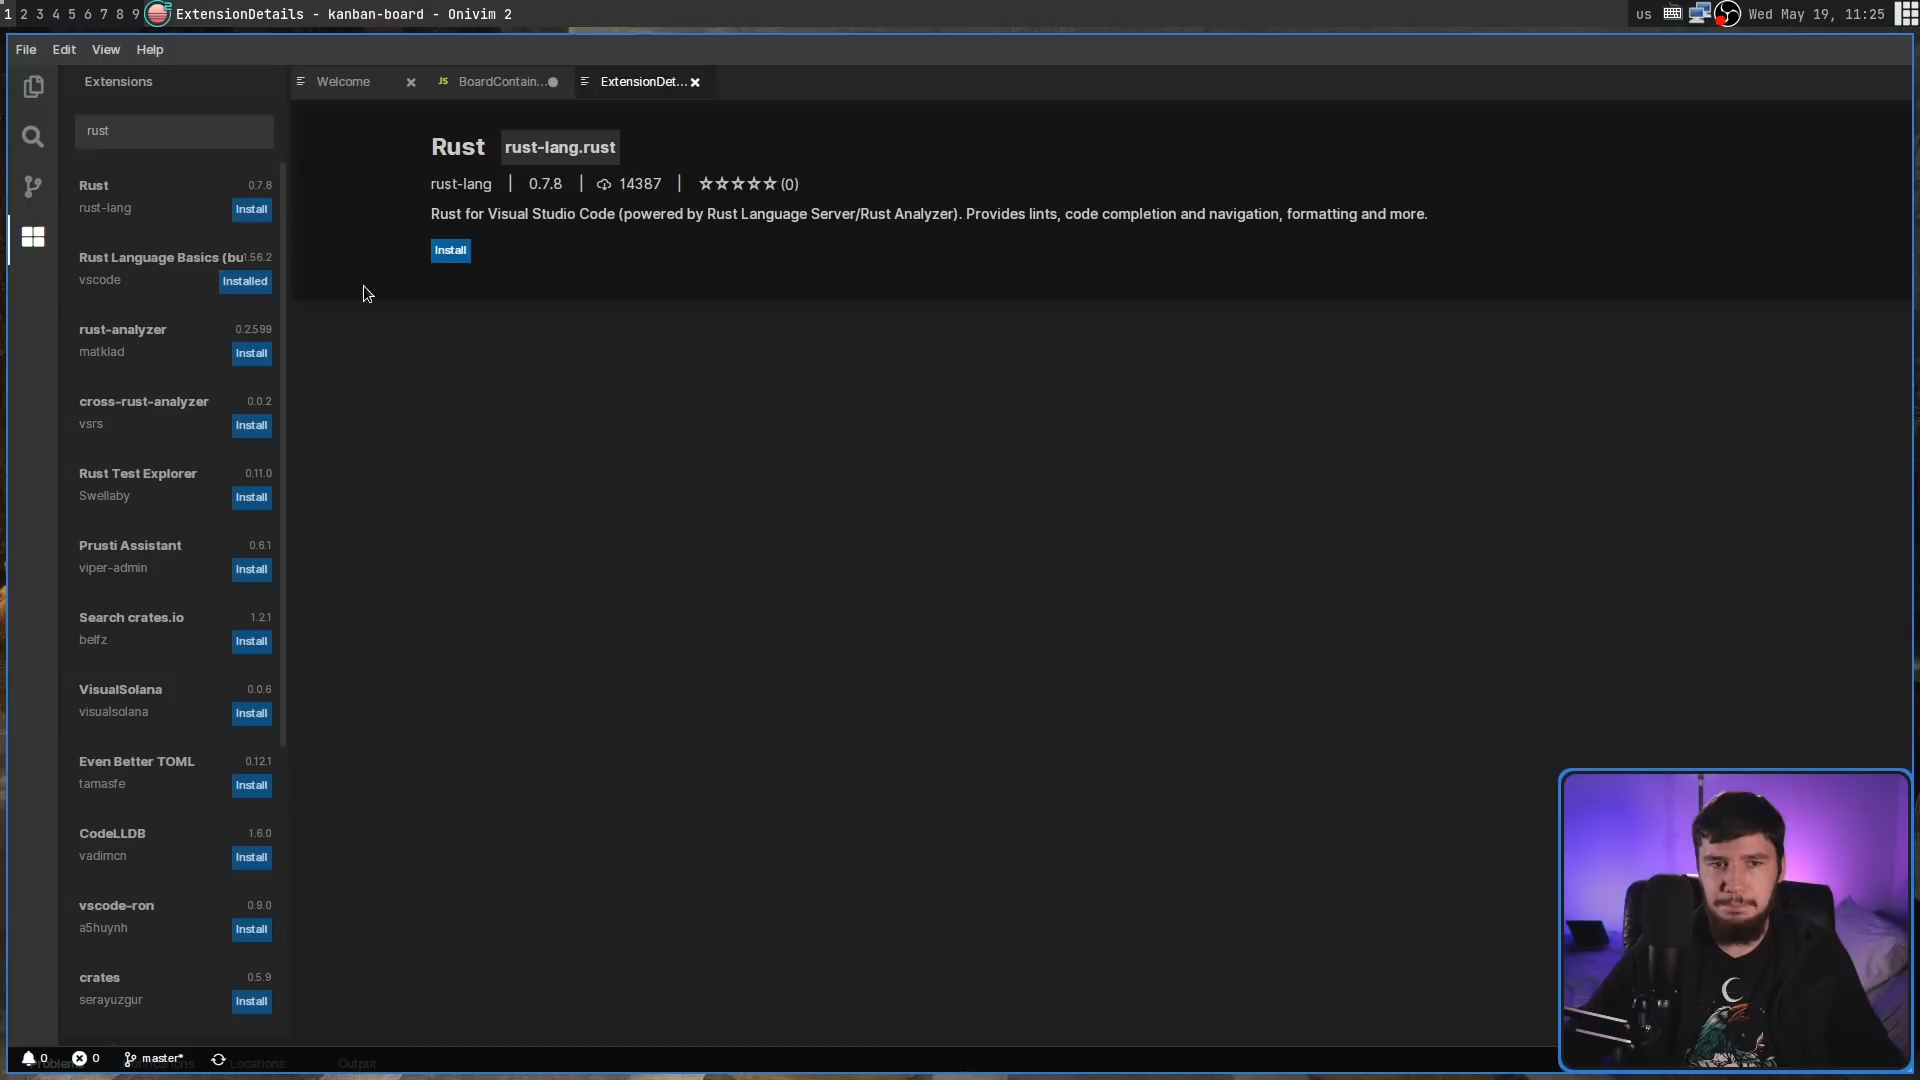 1 2 3 4 5 6 7 8 9 ExtensionDetails - kanban-board - Onivim 2 us Wed May 19, 11:25
File Edit View Help
Extensions
Welcome
JS BoardContain...
ExtensionDet...
rust
Rust 0.7.8
rust-lang Install
Rust Language Basics (bu 1.56.2
vscode Installed
rust-analyzer 0.2.599
matklad Install
cross-rust-analyzer 0.0.2
vsrs Install
Rust Test Explorer 0.11.0
Swellaby Install
Prusti Assistant 0.6.1
viper-admin Install
Search crates.io 1.2.1
belfz Install
VisualSolana 0.0.6
visualsolana Install
Even Better TOML 0.12.1
tamasfe Install
CodeLLDB 1.6.0
vadimcn Install
vscode-ron 0.9.0
a5huynh Install
crates 0.5.9
serayuzgur Install
Rust rust-lang.rust
rust-lang | 0.7.8 | 14387 | (0)
Rust for Visual Studio Code (powered by Rust Language Server/Rust Analyzer). Provides lints, code completion and navigation, formatting and more.
Install
0 0 master*
Locations Output